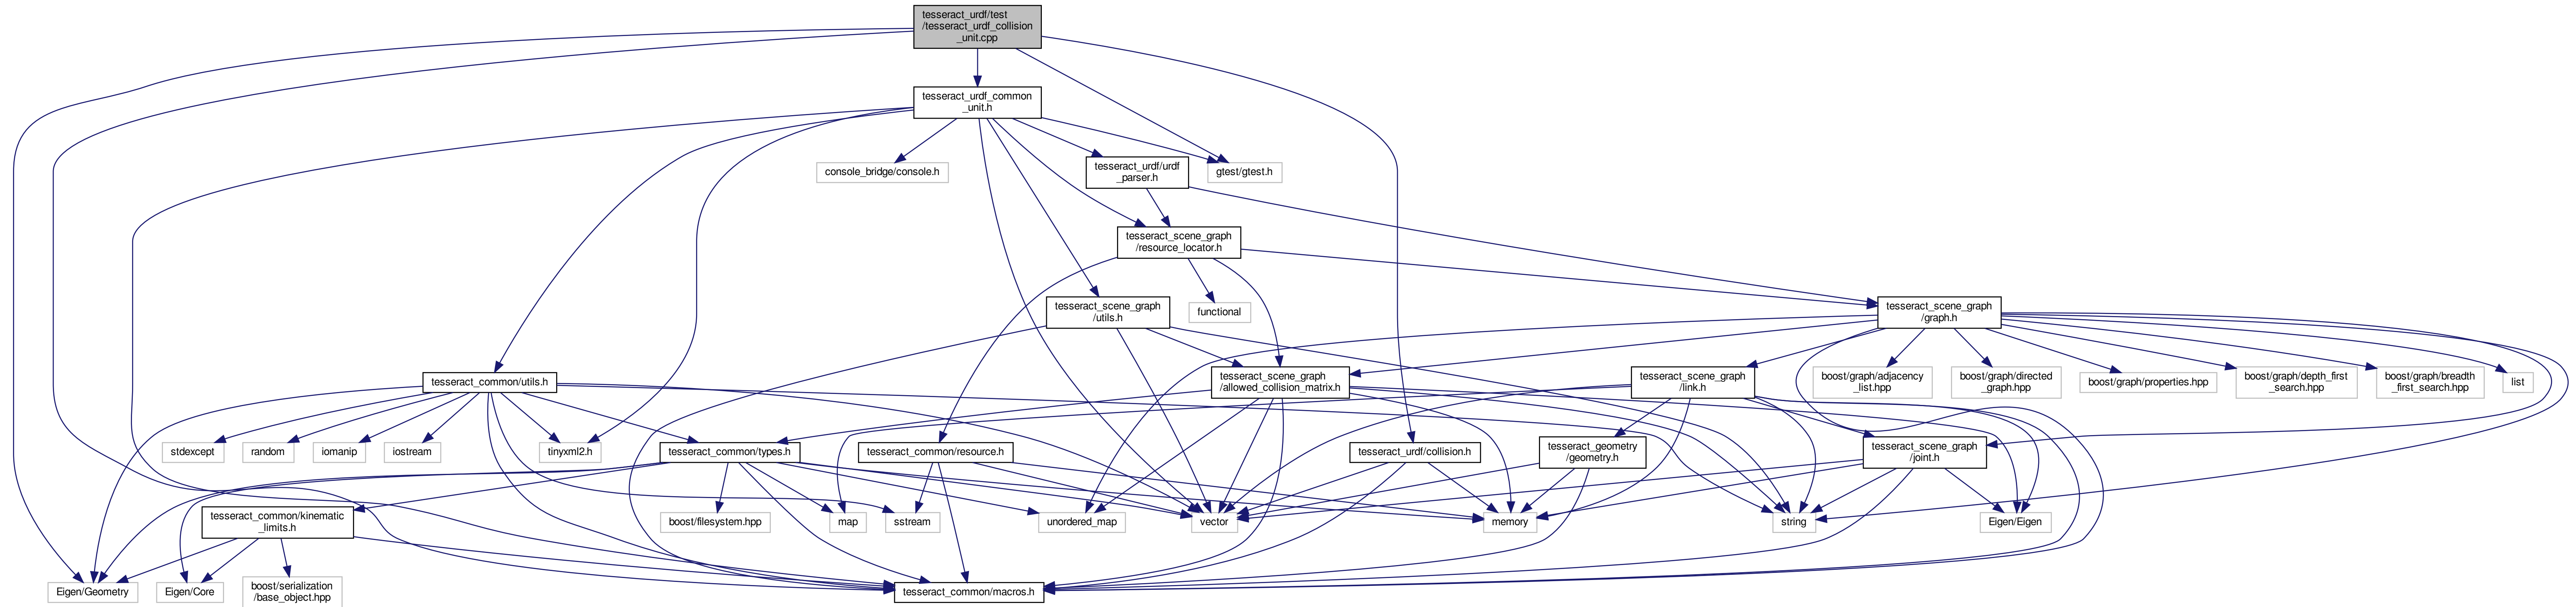 tesseract_urdf/test
/tesseract_urdf_collision
_unit.cpp
tesseract_urdf_common
_unit.h
console_bridge/console.h
tesseract_urdf/urdf
_parser.h
gtest/gtest.h
tesseract_scene_graph
/resource_locator.h
tesseract_scene_graph
/utils.h
functional
tesseract_scene_graph
/graph.h
tesseract_common/utils.h
tesseract_scene_graph
/allowed_collision_matrix.h
tesseract_scene_graph
/link.h
boost/graph/adjacency
_list.hpp
boost/graph/directed
_graph.hpp
boost/graph/properties.hpp
boost/graph/depth_first
_search.hpp
boost/graph/breadth
_first_search.hpp
list
stdexcept
random
iomanip
iostream
tinyxml2.h
tesseract_common/types.h
tesseract_common/resource.h
tesseract_urdf/collision.h
tesseract_geometry
/geometry.h
tesseract_scene_graph
/joint.h
tesseract_common/kinematic
_limits.h
boost/filesystem.hpp
map
sstream
unordered_map
vector
memory
string
Eigen/Eigen
Eigen/Geometry
Eigen/Core
boost/serialization
/base_object.hpp
tesseract_common/macros.h